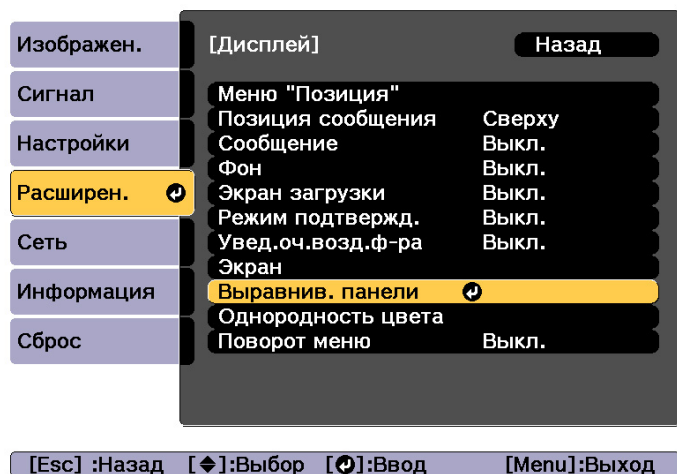 Изображен.
Сигнал
Настройки
Расширен.
Сеть
Информация
Сброс
[Дисплей] Назад
Меню "Позиция"
Позиция сообщения Сверху
Сообщение Выкл.
Фон Выкл.
Экран загрузки Выкл.
Режим подтвержд. Выкл.
Увед.оч.возд.ф-ра Выкл.
Экран
Выравнив. панели
Однородность цвета
Поворот меню Выкл.
[Esc] :Назад [◆]:Выбор [↵]:Ввод [Menu]:Выход